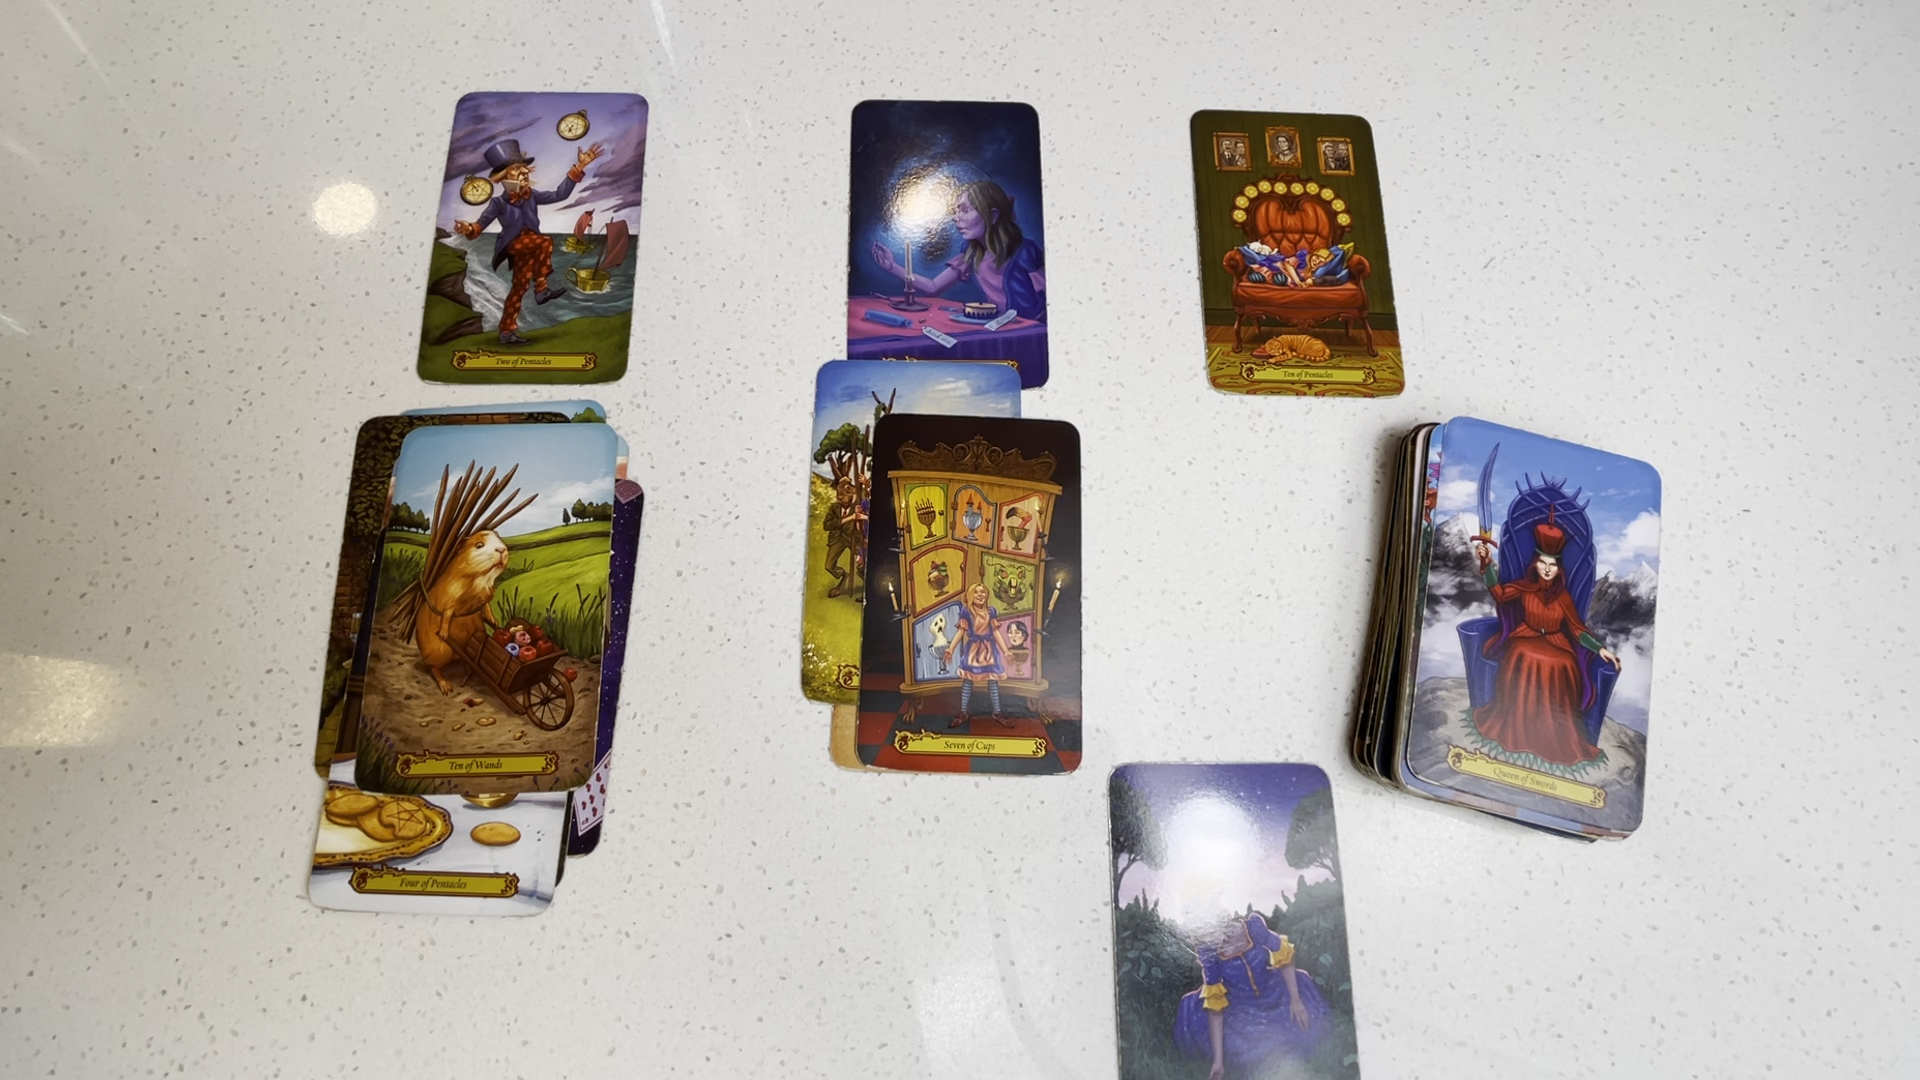 Two of Pentacles
Ten of Pentacles
Ten of Wands
Seven of Cups
Queen of Swords
Four of Pentacles